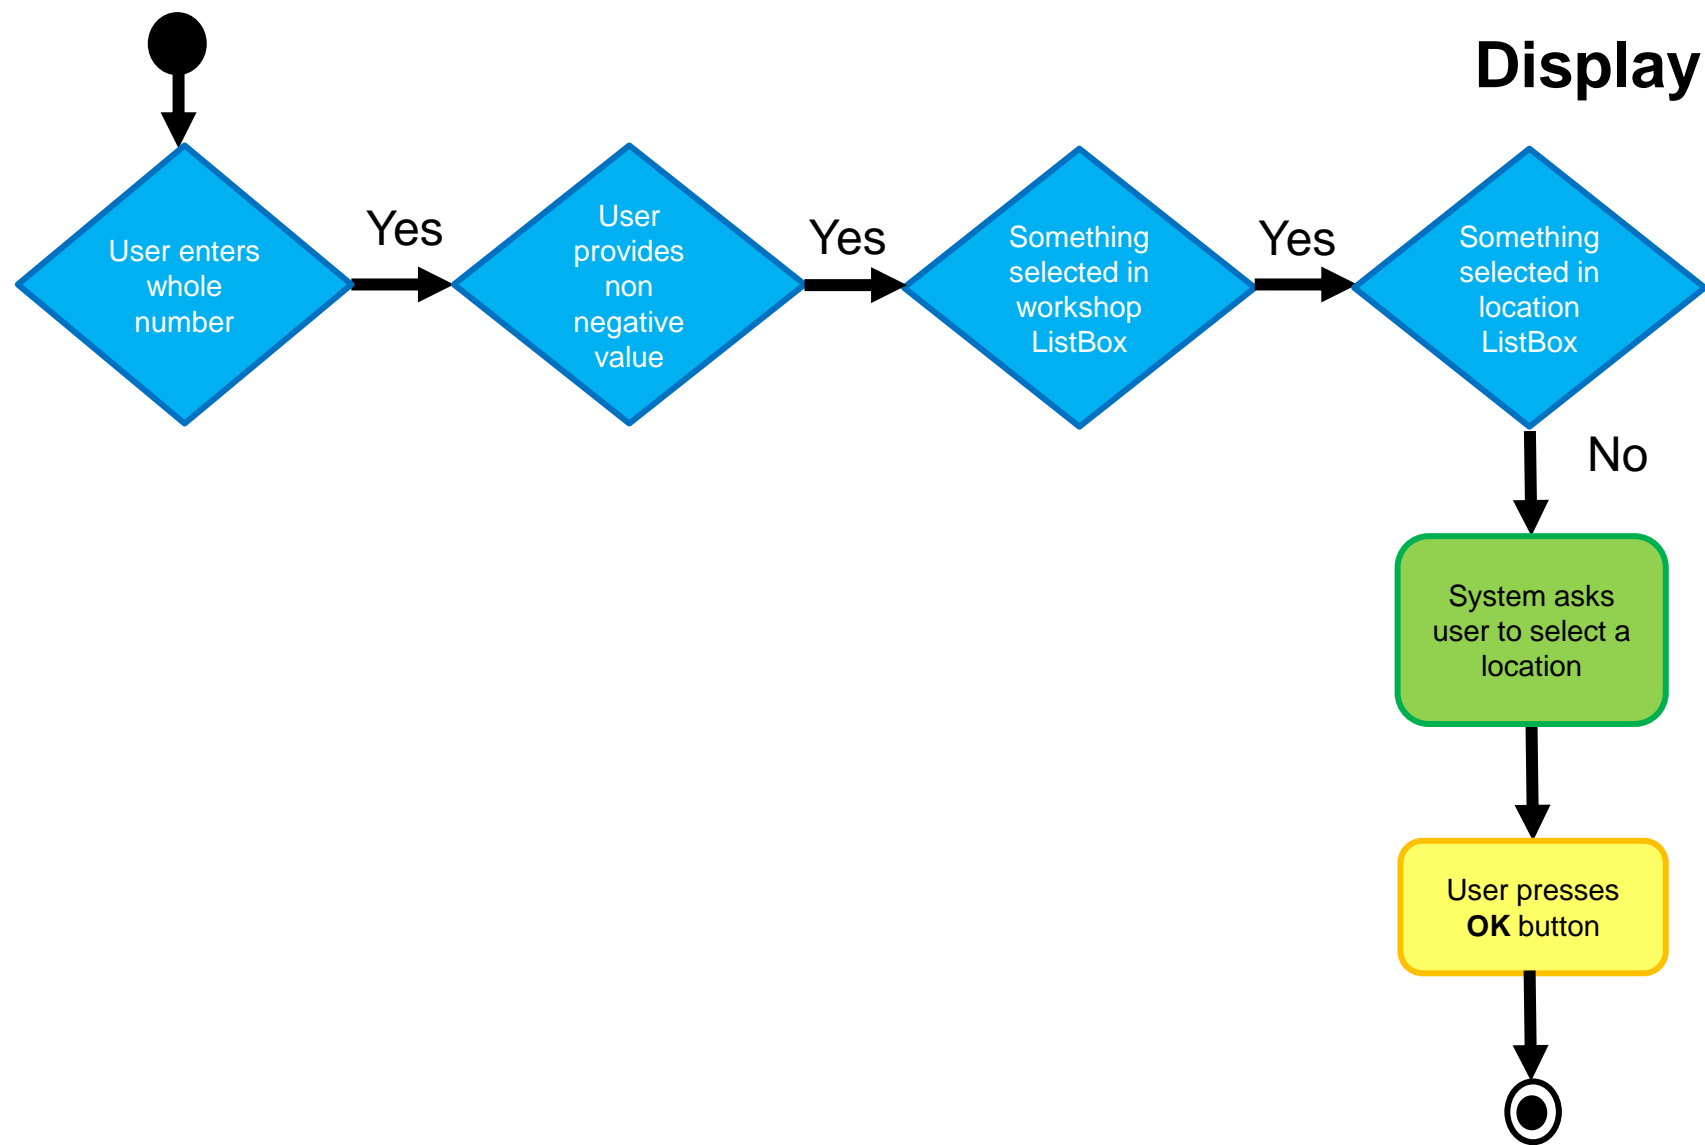 Display
User enters
whole
number
Yes
User
provides
non
negative
value
Yes
Something
selected in
workshop
ListBox
Yes
Something
selected in
location
ListBox
No
System asks
user to select a
location
User presses
OK button